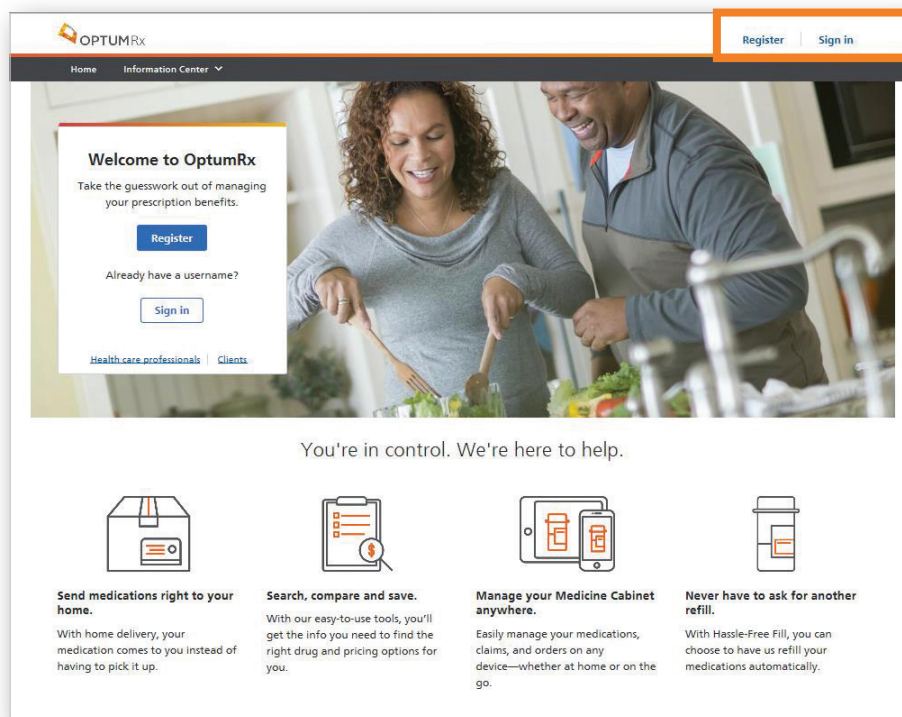 OPTUMRx
Register
Sign in
Home
Information Center
Welcome to OptumRx
Take the guesswork out of managing
your prescription benefits.
Register
Already have a username?
Sign in
Health care professionals
Clients
You're in control. We're here to help.
Send medications right to your
home.
With home delivery, your
medication comes to you instead of
having to pick it up.
Search, compare and save.
With our easy-to-use tools, you'll
get the info you need to find the
right drug and pricing options for
you.
Manage your Medicine Cabinet
anywhere.
Easily manage your medications,
claims, and orders on any
device—whether at home or on the
go.
Never have to ask for another
refill.
With Hassle-Free Fill, you can
choose to have us refill your
medications automatically.